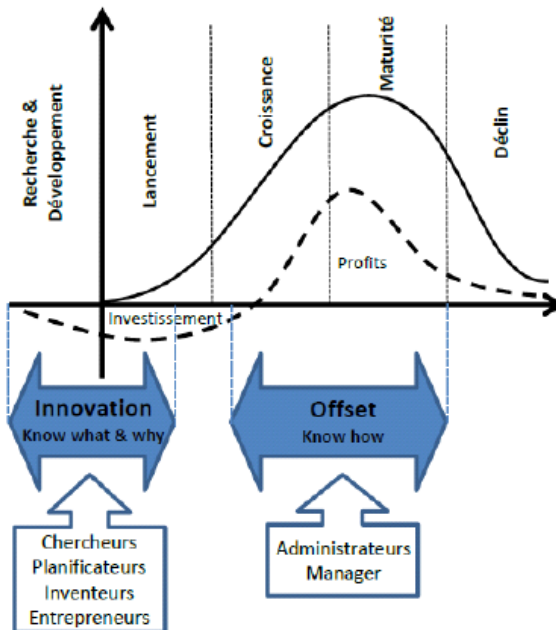 Recherche &
Développement
Lancement
Croissance
Maturité
Déclin
Profits
Investissement
Innovation
Know what & why
Offset
Know how
Chercheurs
Planificateurs
Inventeurs
Entrepreneurs
Administrateurs
Manager